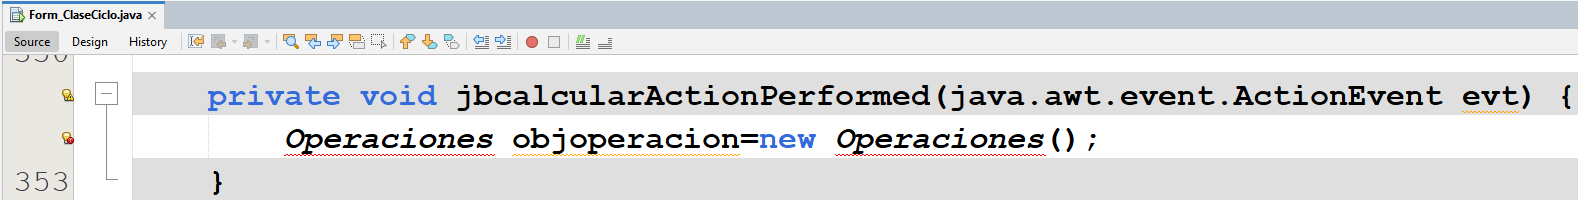 Form_ClaseCiclo.java
Source Design History
private void jbcalcularActionPerformed(java.awt.event.ActionEvent evt) {
Operaciones objoperacion=new Operaciones();
353 }